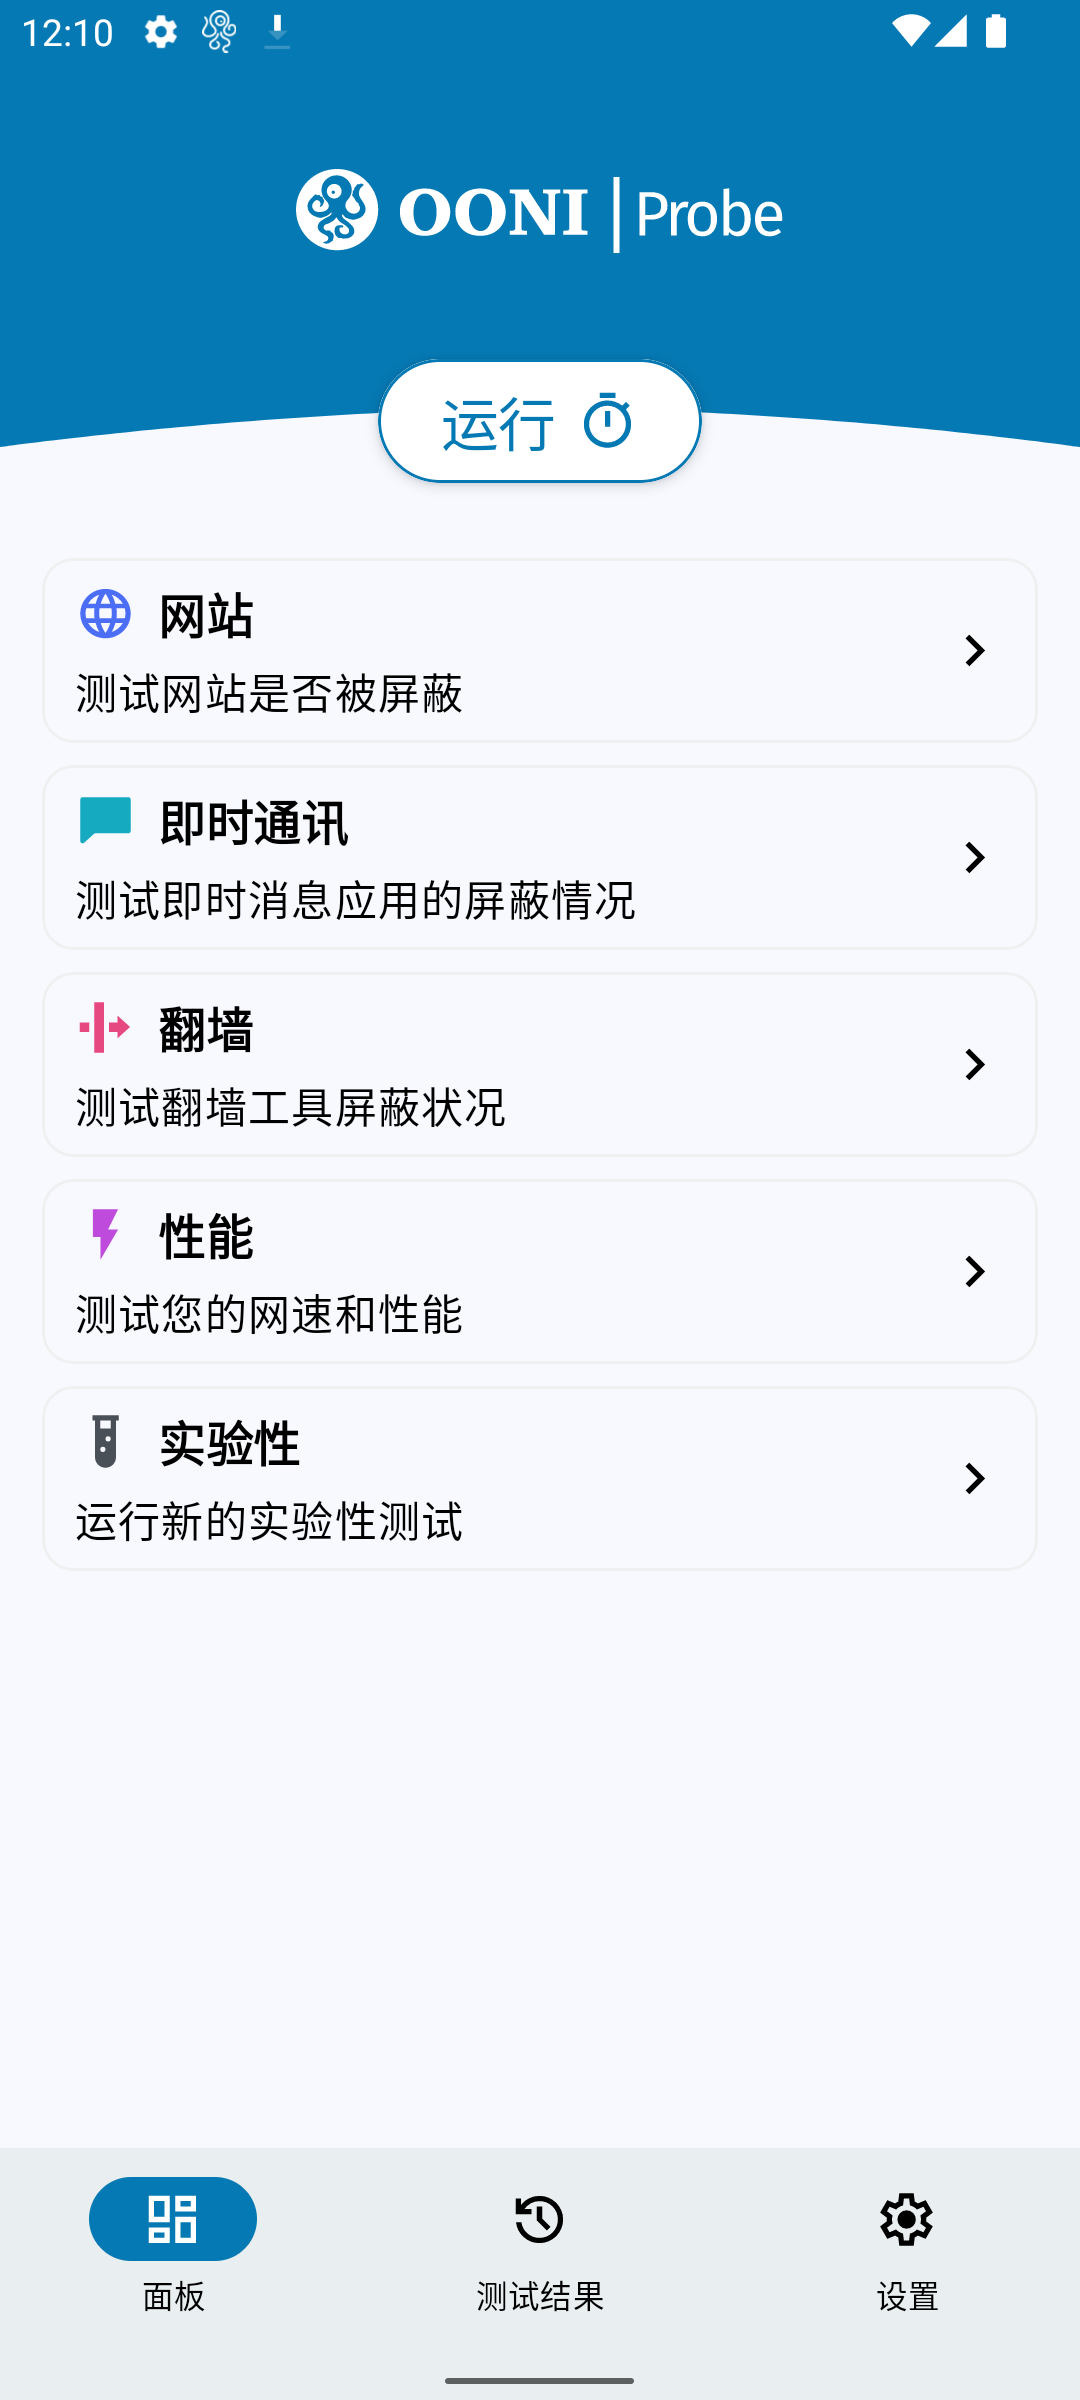 12:10
OONI | Probe
运行
网站
测试网站是否被屏蔽
即时通讯
测试即时消息应用的屏蔽情况
翻墙
测试翻墙工具屏蔽状况
性能
测试您的网速和性能
实验性
运行新的实验性测试
面板
测试结果
设置